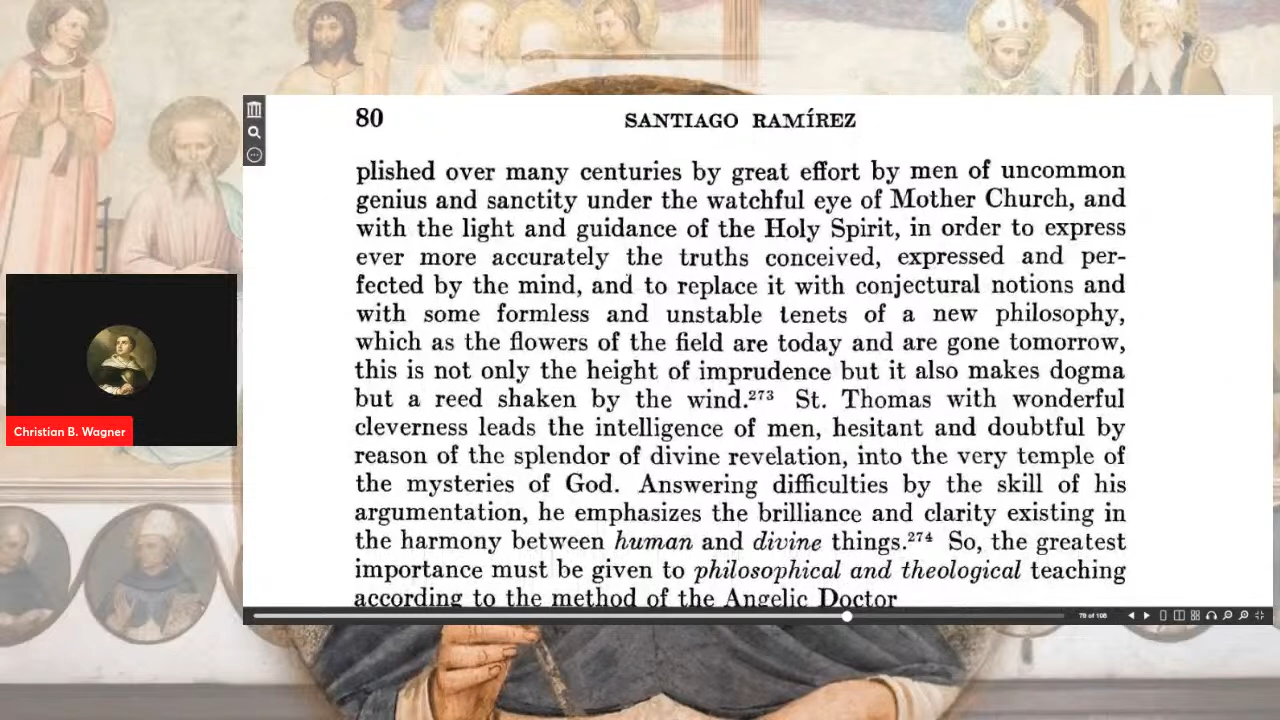 80
SANTIAGO RAMÍREZ
plished over many centuries by great effort by men of uncommon
genius and sanctity under the watchful eye of Mother Church, and
with the light and guidance of the Holy Spirit, in order to express
ever more accurately the truths conceived, expressed and per-
fected by the mind, and to replace it with conjectural notions and
with some formless and unstable tenets of a new philosophy,
which as the flowers of the field are today and are gone tomorrow,
this is not only the height of imprudence but it also makes dogma
but a reed shaken by the wind.²⁷³ St. Thomas with wonderful
cleverness leads the intelligence of men, hesitant and doubtful by
reason of the splendor of divine revelation, into the very temple of
the mysteries of God. Answering difficulties by the skill of his
argumentation, he emphasizes the brilliance and clarity existing in
the harmony between human and divine things.²⁷⁴ So, the greatest
importance must be given to philosophical and theological teaching
according to the method of the Angelic Doctor
Christian B. Wagner
79 of 108